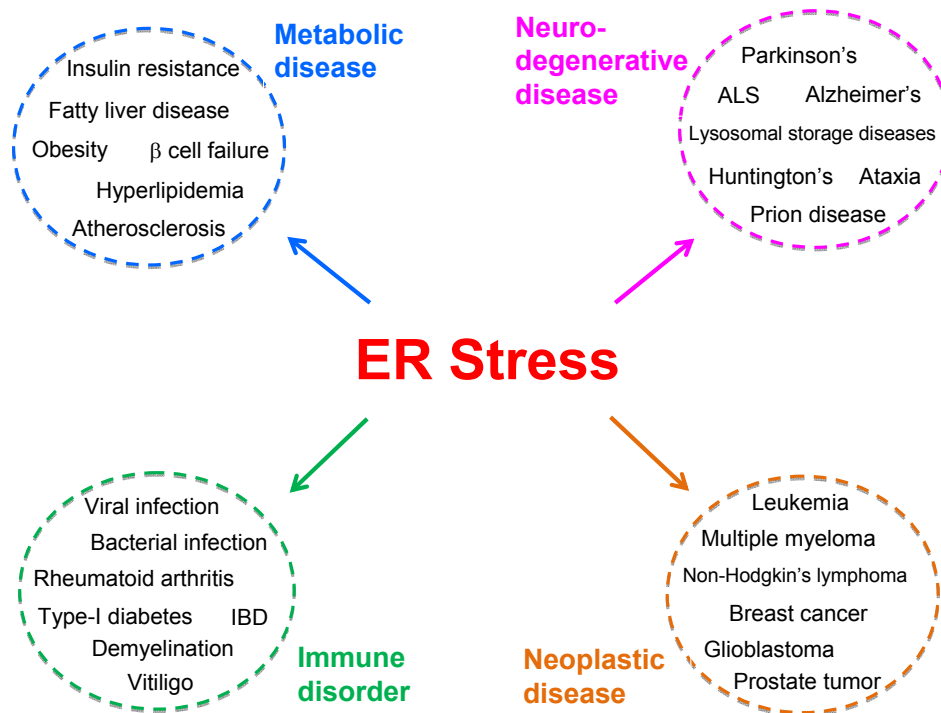 Metabolic
disease
Insulin resistance
Fatty liver disease
Obesity β cell failure
Hyperlipidemia
Atherosclerosis
Neuro-
degenerative
disease
Parkinson's
ALS Alzheimer's
Lysosomal storage diseases
Huntington's Ataxia
Prion disease
ER Stress
Viral infection
Bacterial infection
Rheumatoid arthritis
Type-I diabetes IBD
Demyelination
Vitiligo
Immune
disorder
Leukemia
Multiple myeloma
Non-Hodgkin's lymphoma
Breast cancer
Glioblastoma
Prostate tumor
Neoplastic
disease